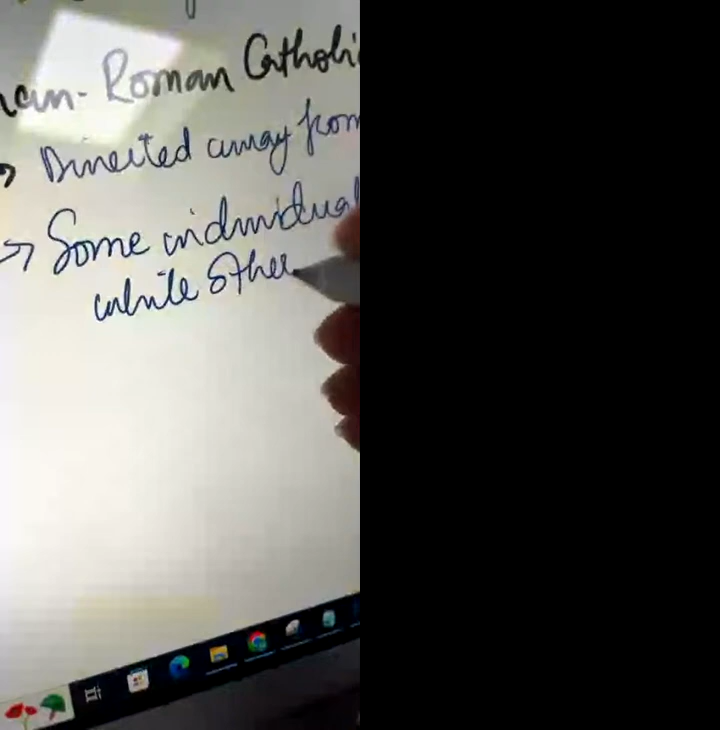 Roman Catholi
Directed away from
Some individual
while other